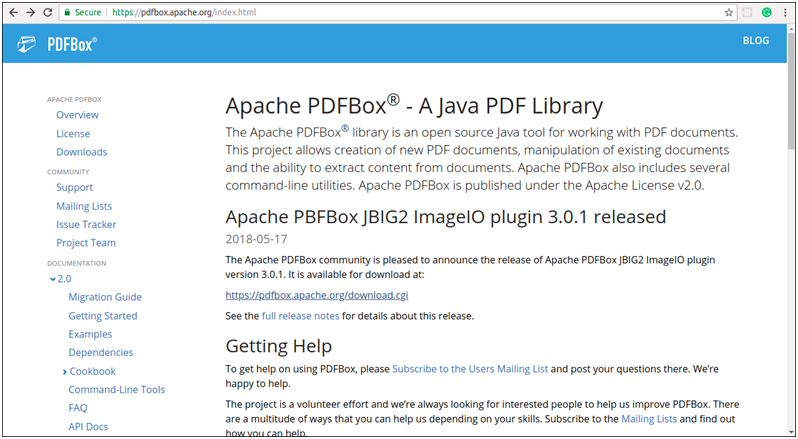 Secure https://pdfbox.apache.org/index.html
PDFBox®
BLOG
APACHE PDFBOX
Overview
License
Downloads
COMMUNITY
Support
Mailing Lists
Issue Tracker
Project Team
DOCUMENTATION
2.0
Migration Guide
Getting Started
Examples
Dependencies
Cookbook
Command-Line Tools
FAQ
API Docs
Apache PDFBox® - A Java PDF Library
The Apache PDFBox® library is an open source Java tool for working with PDF documents.
This project allows creation of new PDF documents, manipulation of existing documents
and the ability to extract content from documents. Apache PDFBox also includes several
command-line utilities. Apache PDFBox is published under the Apache License v2.0.
Apache PBFBox JBIG2 ImageIO plugin 3.0.1 released
2018-05-17
The Apache PDFBox community is pleased to announce the release of Apache PDFBox JBIG2 ImageIO plugin
version 3.0.1. It is available for download at:
https://pdfbox.apache.org/download.cgi
See the full release notes for details about this release.
Getting Help
To get help on using PDFBox, please Subscribe to the Users Mailing List and post your questions there. We're
happy to help.
The project is a volunteer effort and we're always looking for interested people to help us improve PDFBox. There
are a multitude of ways that you can help us depending on your skills. Subscribe to the Mailing Lists and find out
how you can help.